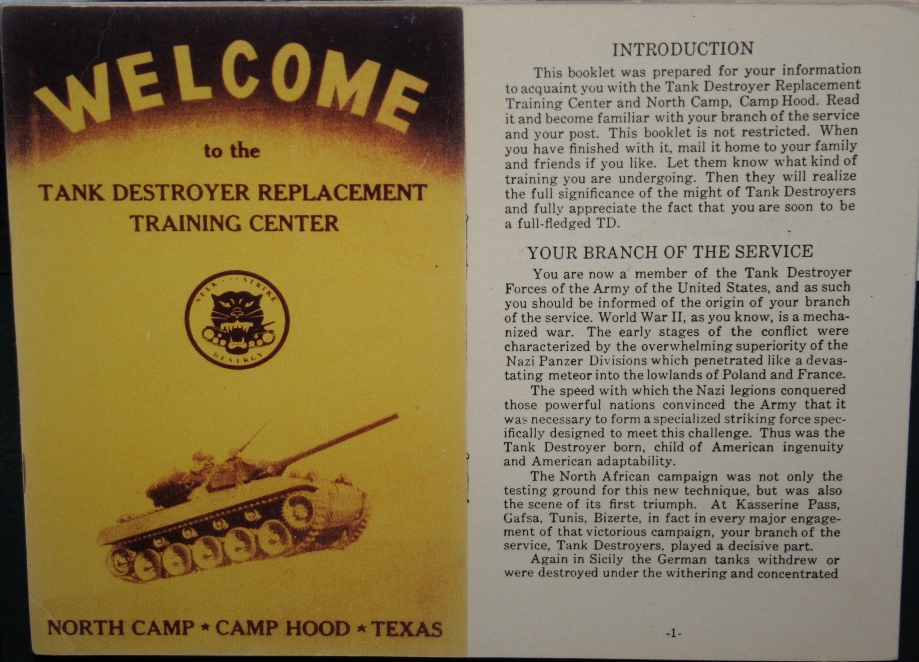 WELCOME
to the
TANK DESTROYER REPLACEMENT
TRAINING CENTER
SEEK · · · STRIKE
DESTROY
NORTH CAMP ★ CAMP HOOD ★ TEXAS
INTRODUCTION
This booklet was prepared for your information
to acquaint you with the Tank Destroyer Replacement
Training Center and North Camp, Camp Hood. Read
it and become familiar with your branch of the service
and your post. This booklet is not restricted. When
you have finished with it, mail it home to your family
and friends if you like. Let them know what kind of
training you are undergoing. Then they will realize
the full significance of the might of Tank Destroyers
and fully appreciate the fact that you are soon to be
a full-fledged TD.
YOUR BRANCH OF THE SERVICE
You are now a member of the Tank Destroyer
Forces of the Army of the United States, and as such
you should be informed of the origin of your branch
of the service. World War II, as you know, is a mecha-
nized war. The early stages of the conflict were
characterized by the overwhelming superiority of the
Nazi Panzer Divisions which penetrated like a devas-
tating meteor into the lowlands of Poland and France.
The speed with which the Nazi legions conquered
those powerful nations convinced the Army that it
was necessary to form a specialized striking force spec-
ifically designed to meet this challenge. Thus was the
Tank Destroyer born, child of American ingenuity
and American adaptability.
The North African campaign was not only the
testing ground for this new technique, but was also
the scene of its first triumph. At Kasserine Pass,
Gafsa, Tunis, Bizerte, in fact in every major engage-
ment of that victorious campaign, your branch of the
service, Tank Destroyers, played a decisive part.
Again in Sicily the German tanks withdrew or
were destroyed under the withering and concentrated
-1-